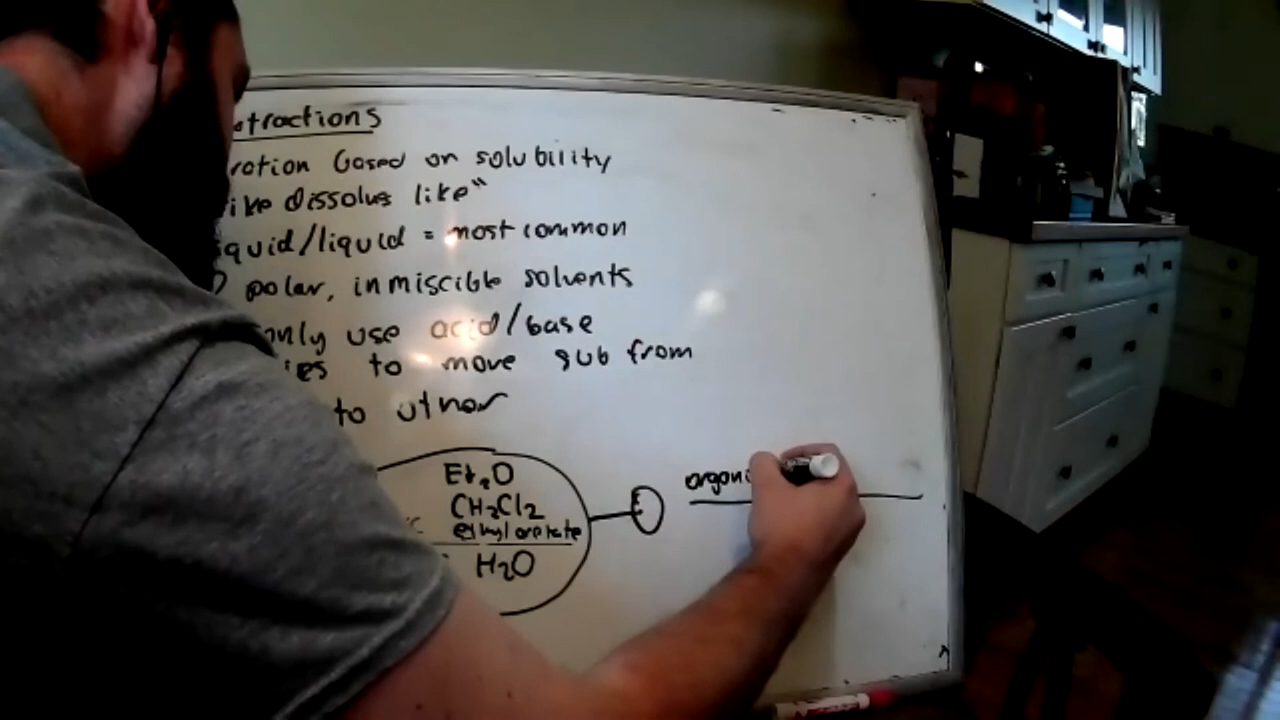 tractions
ration based on solubility
ike dissolves like"
iquid/liquid = most common
polar, inmiscible solvents
only use acid/base
ies to move sub from
to other
Et2O
CH2Cl2
organi
ethyl acetate
H2O